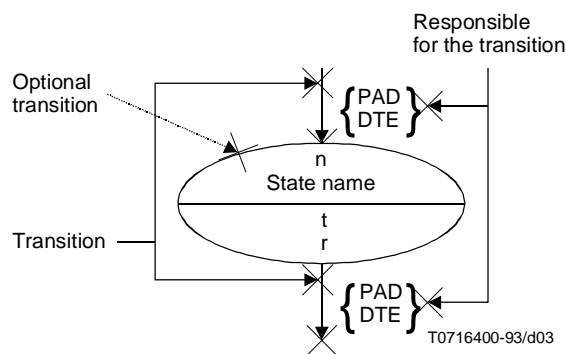 Responsible
for the transition
Optional
transition
PAD
DTE
n
State name
t
r
Transition
PAD
DTE
T0716400-93/d03